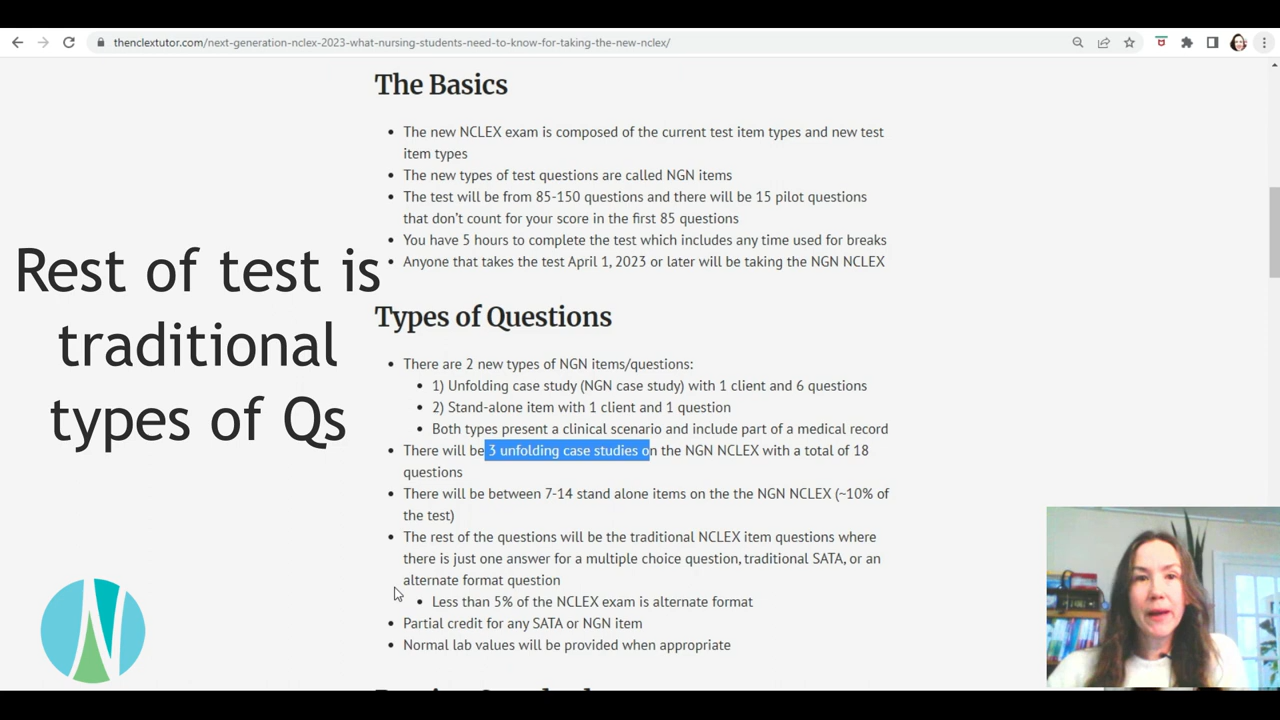 thenclextutor.com/next-generation-nclex-2023-what-nursing-students-need-to-know-for-taking-the-new-nclex/
The Basics
The new NCLEX exam is composed of the current test item types and new test
item types
The new types of test questions are called NGN items
The test will be from 85-150 questions and there will be 15 pilot questions
that don't count for your score in the first 85 questions
You have 5 hours to complete the test which includes any time used for breaks
Anyone that takes the test April 1, 2023 or later will be taking the NGN NCLEX
Rest of test is
traditional
types of Qs
Types of Questions
There are 2 new types of NGN items/questions:
1) Unfolding case study (NGN case study) with 1 client and 6 questions
2) Stand-alone item with 1 client and 1 question
Both types present a clinical scenario and include part of a medical record
There will be 3 unfolding case studies on the NGN NCLEX with a total of 18
questions
There will be between 7-14 stand alone items on the the NGN NCLEX (~10% of
the test)
The rest of the questions will be the traditional NCLEX item questions where
there is just one answer for a multiple choice question, traditional SATA, or an
alternate format question
Less than 5% of the NCLEX exam is alternate format
Partial credit for any SATA or NGN item
Normal lab values will be provided when appropriate